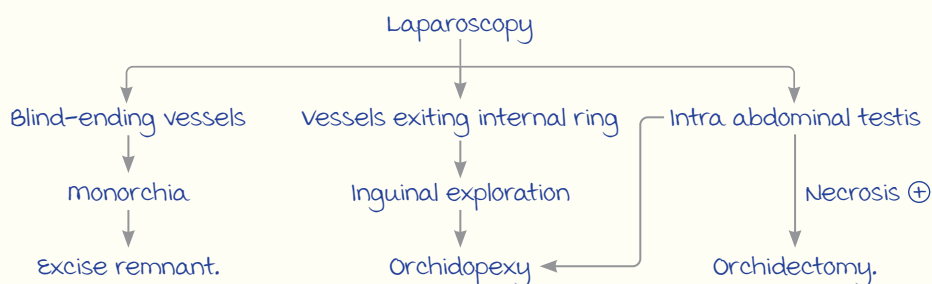 Laparoscopy
Blind-ending vessels Vessels exiting internal ring Intra abdominal testis
Monorchia Inguinal exploration Necrosis ⊕
Excise remnant. Orchidopexy Orchidectomy.